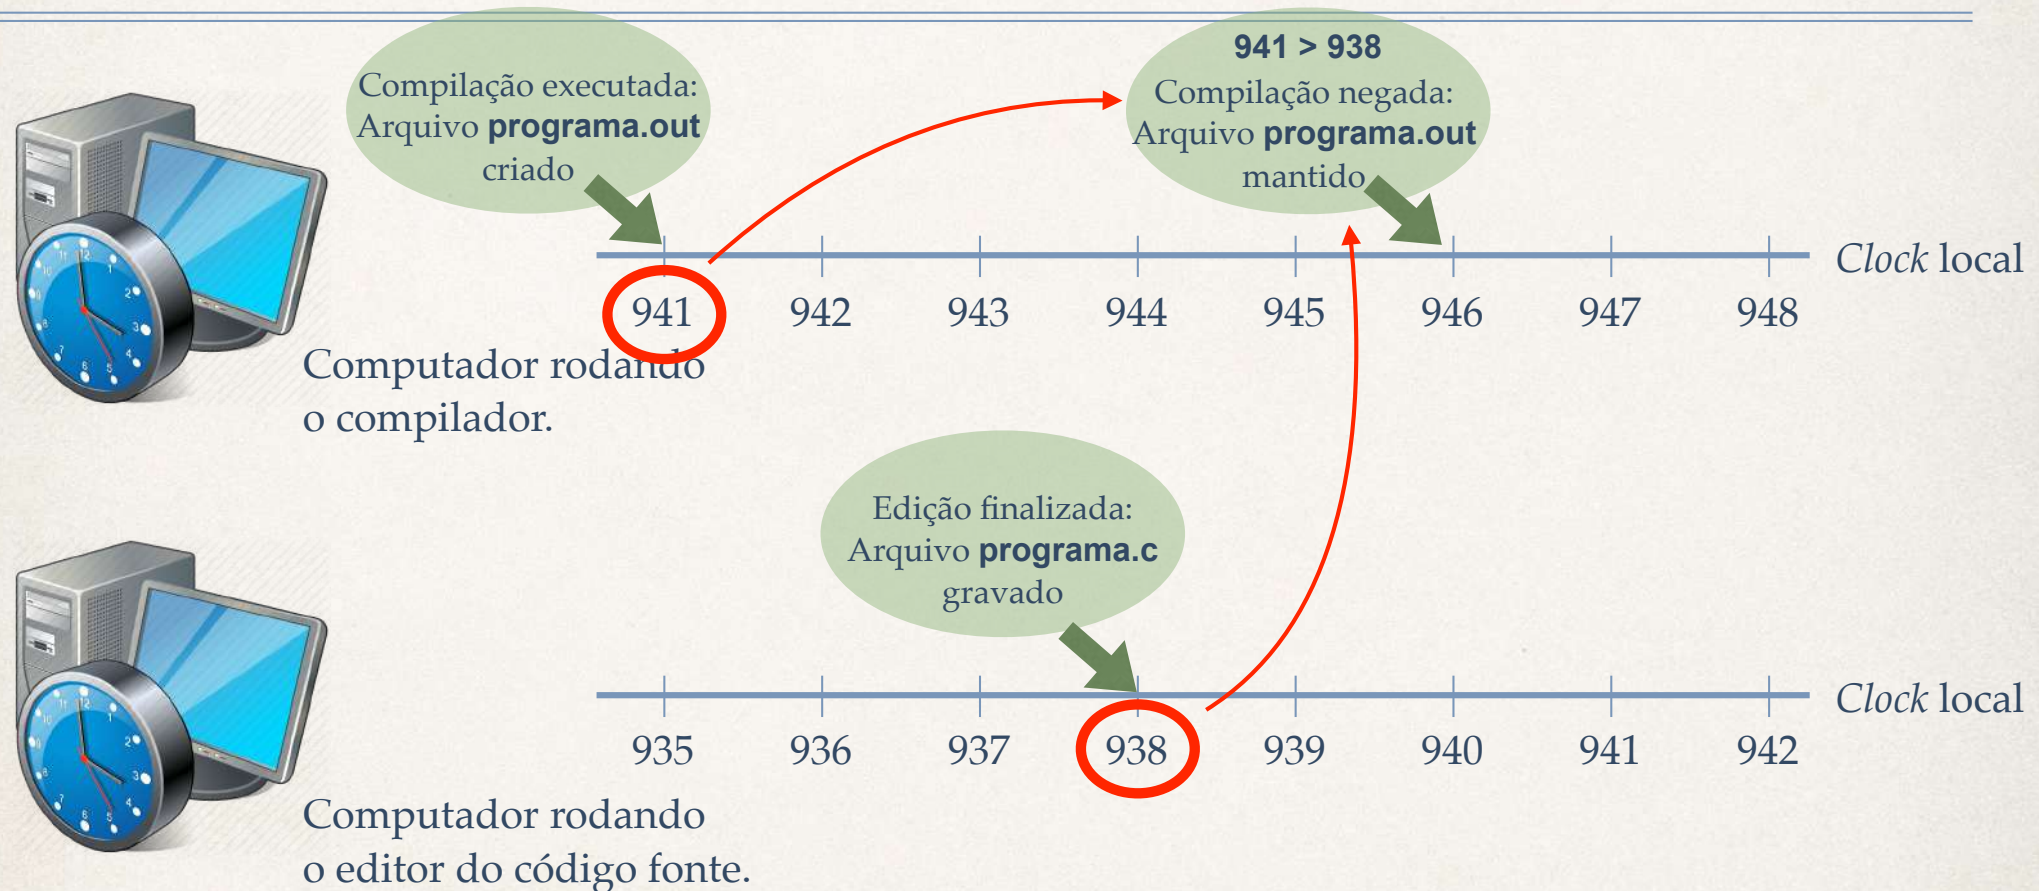 Compilação executada:
Arquivo programa.out
criado
941 > 938
Compilação negada:
Arquivo programa.out
mantido
Clock local
941 942 943 944 945 946 947 948
Computador rodando
o compilador.
Edição finalizada:
Arquivo programa.c
gravado
Clock local
935 936 937 938 939 940 941 942
Computador rodando
o editor do código fonte.